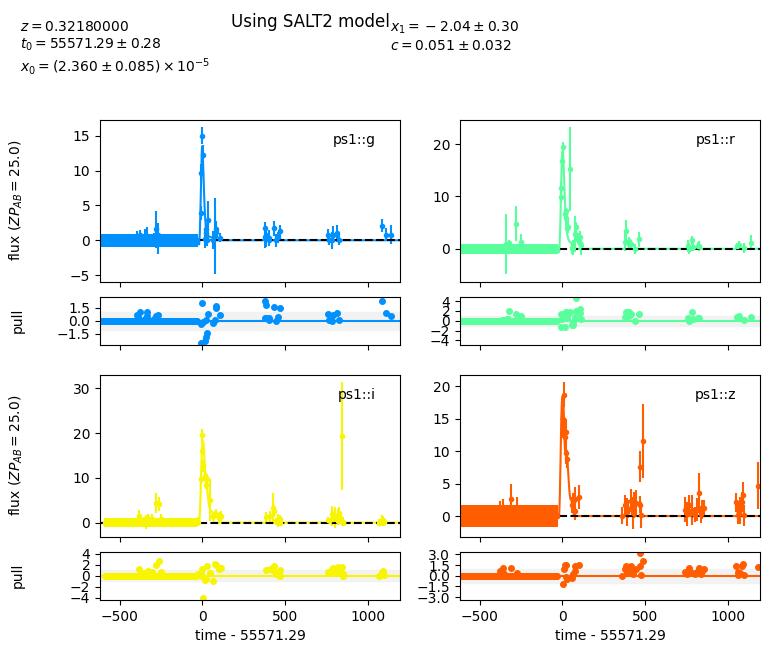 Using SALT2 model
z = 0.32180000
t₀ = 55571.29 ± 0.28
x₀ = (2.360 ± 0.085) × 10⁻⁵
x₁ = −2.04 ± 0.30
c = 0.051 ± 0.032
flux (ZP_AB = 25.0)
15
10
5
0
−5
ps1::g
20
10
0
ps1::r
pull
1.5
0.0
−1.5
4
2
0
−2
−4
flux (ZP_AB = 25.0)
30
20
10
0
ps1::i
20
15
10
5
0
ps1::z
pull
4
2
0
−2
−4
3.0
1.5
0.0
−1.5
−3.0
−500
0
500
1000
−500
0
500
1000
time - 55571.29
time - 55571.29